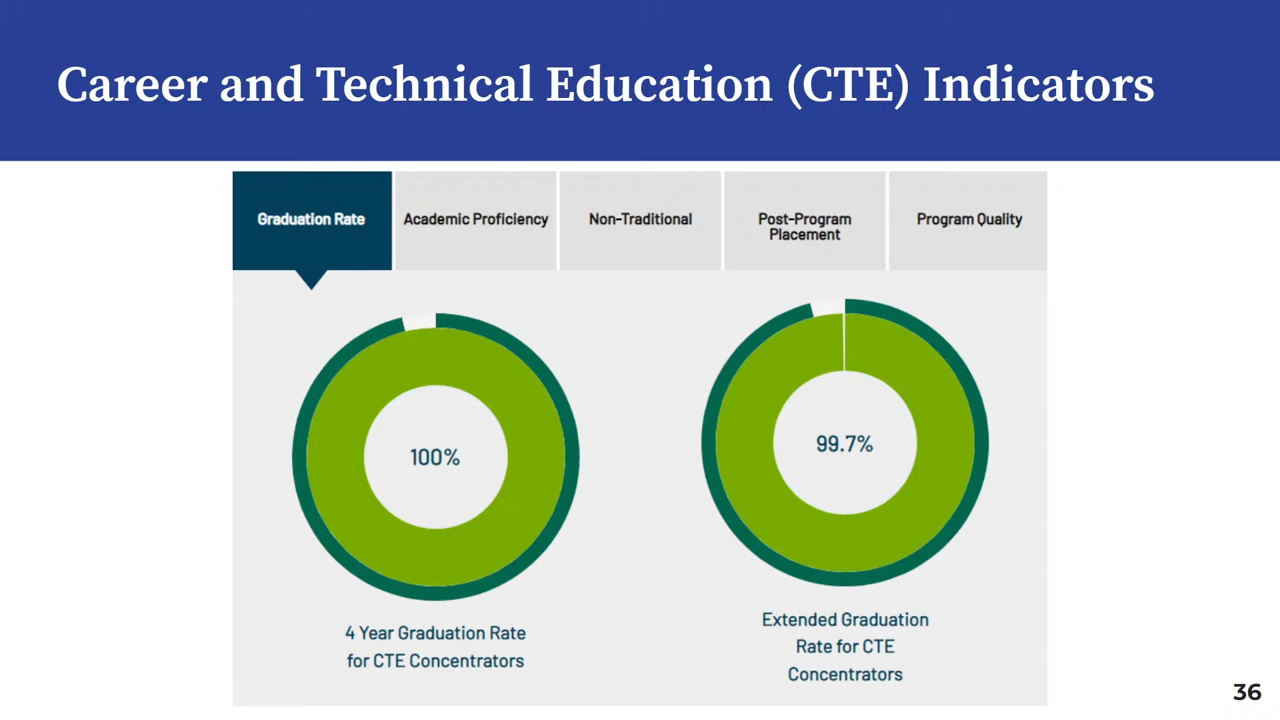 Career and Technical Education (CTE) Indicators
Graduation Rate
Academic Proficiency
Non-Traditional
Post-Program
Placement
Program Quality
100%
99.7%
4 Year Graduation Rate
for CTE Concentrators
Extended Graduation
Rate for CTE
Concentrators
36